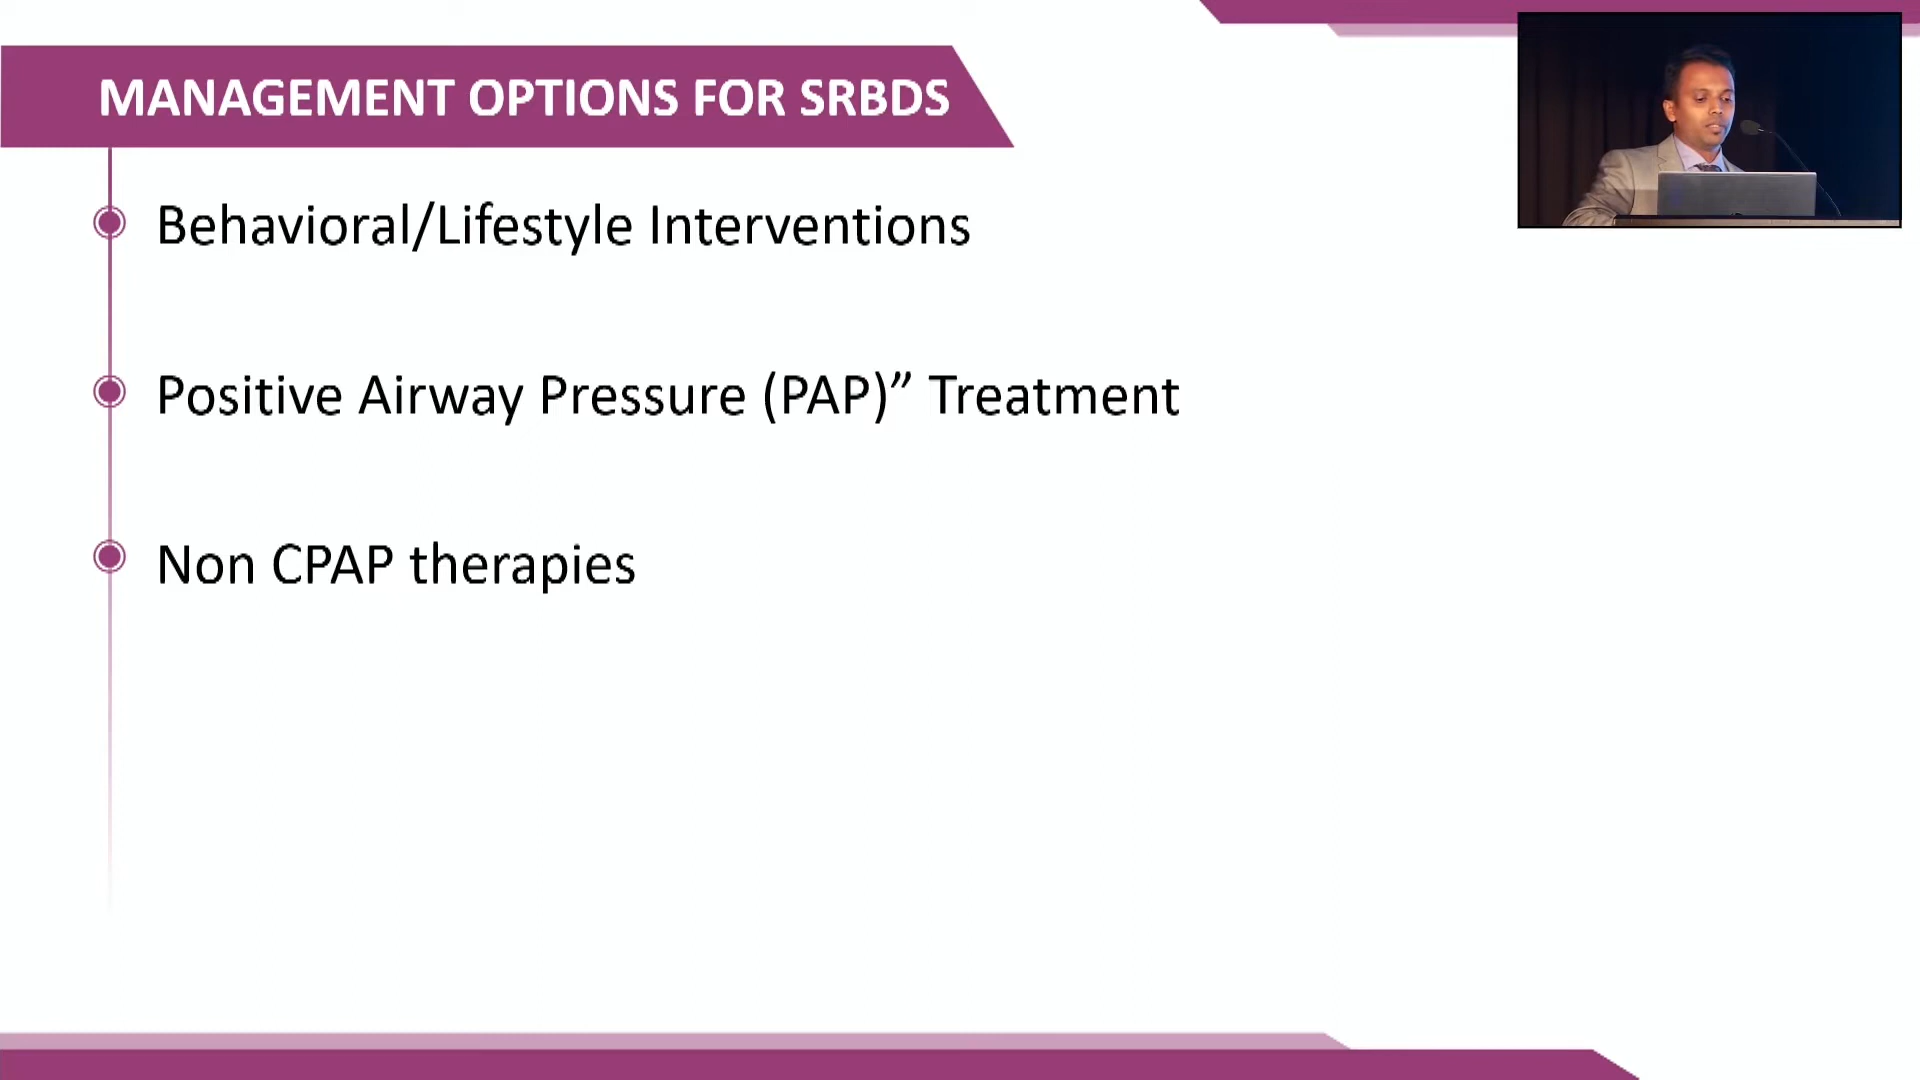 MANAGEMENT OPTIONS FOR SRBDS
Behavioral/Lifestyle Interventions
Positive Airway Pressure (PAP)” Treatment
Non CPAP therapies